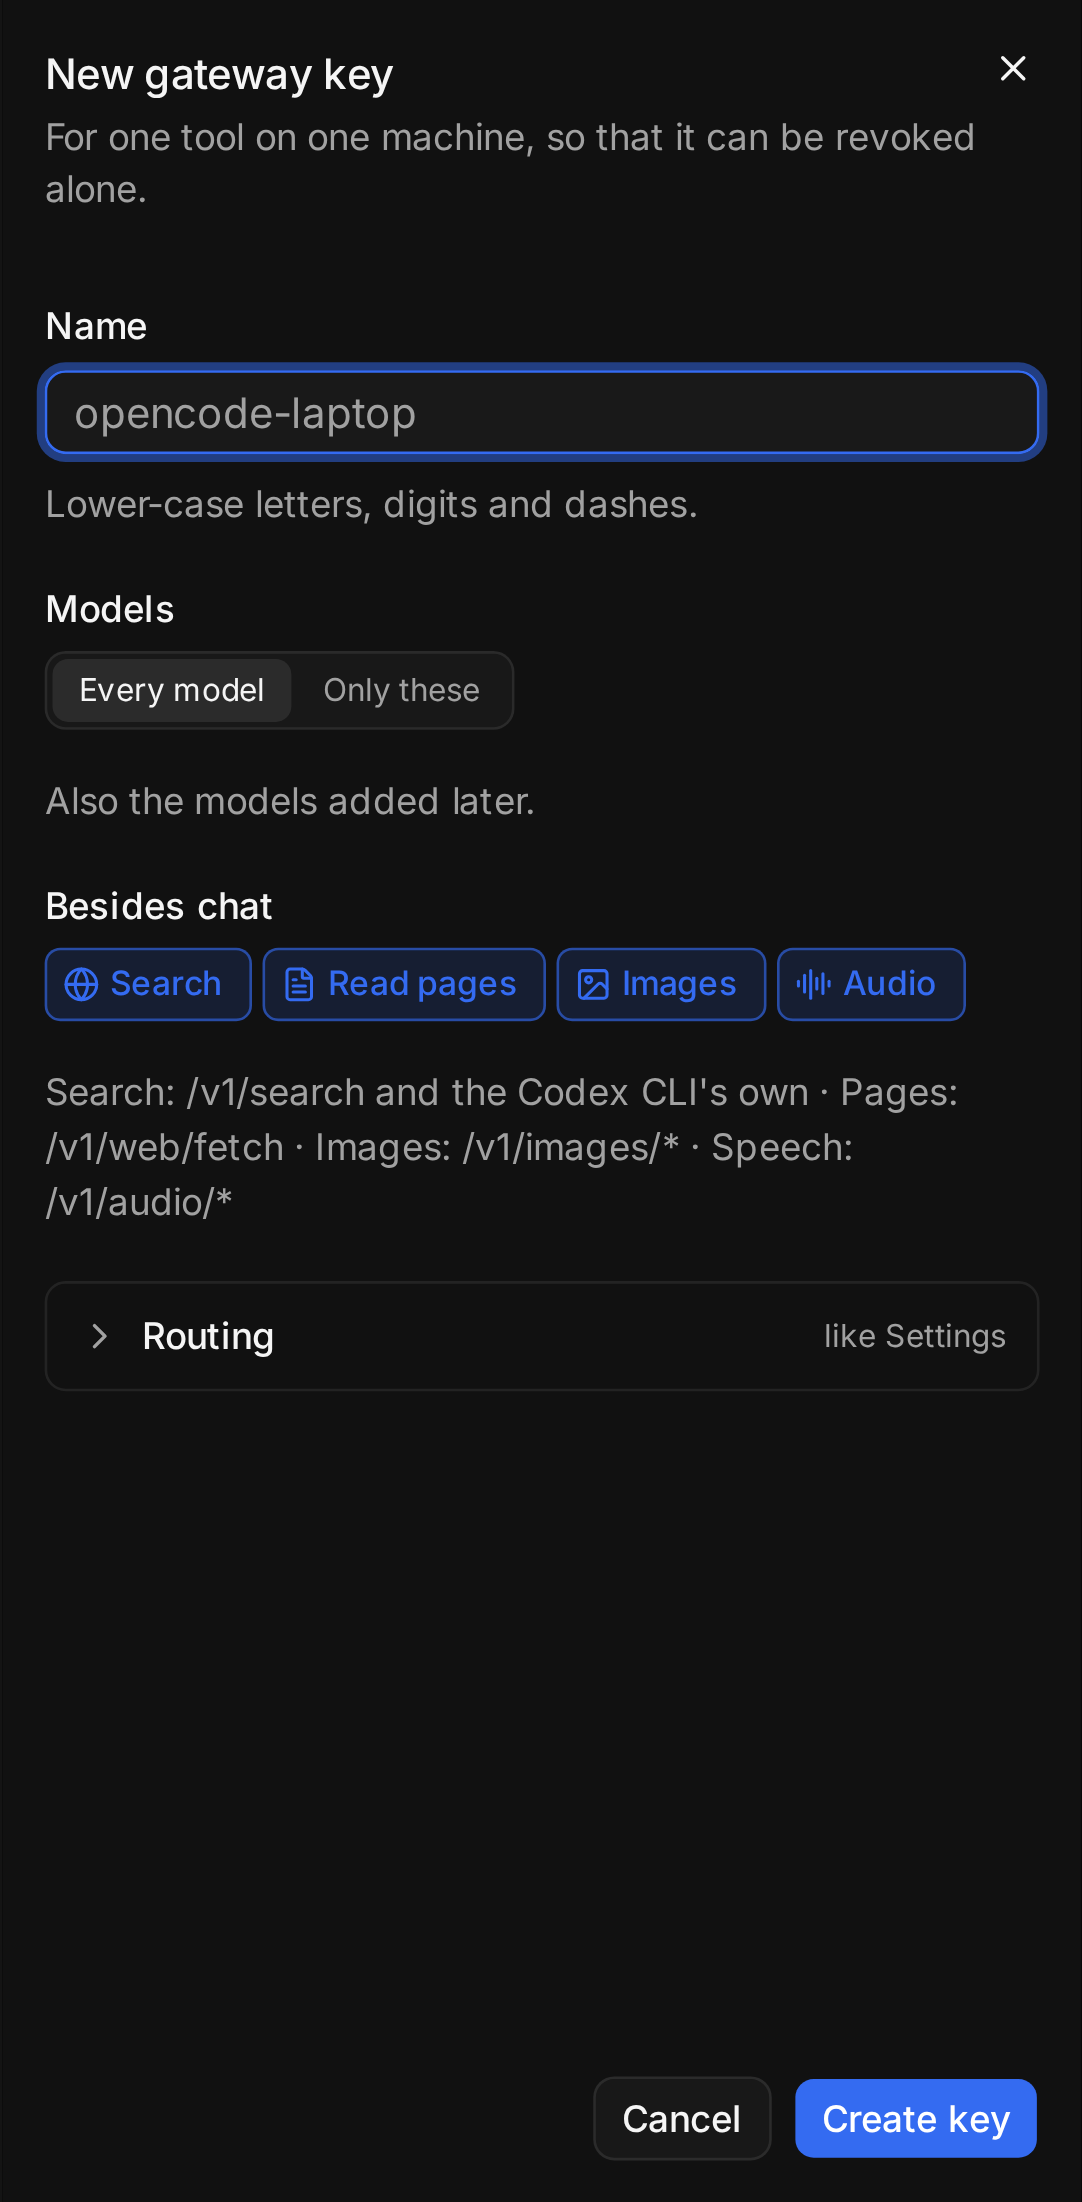 New gateway key
For one tool on one machine, so that it can be revoked
alone.
Name
opencode-laptop
Lower-case letters, digits and dashes.
Models
Every model Only these
Also the models added later.
Besides chat
Search Read pages Images Audio
Search: /v1/search and the Codex CLI's own · Pages:
/v1/web/fetch · Images: /v1/images/* · Speech:
/v1/audio/*
Routing like Settings
Cancel Create key